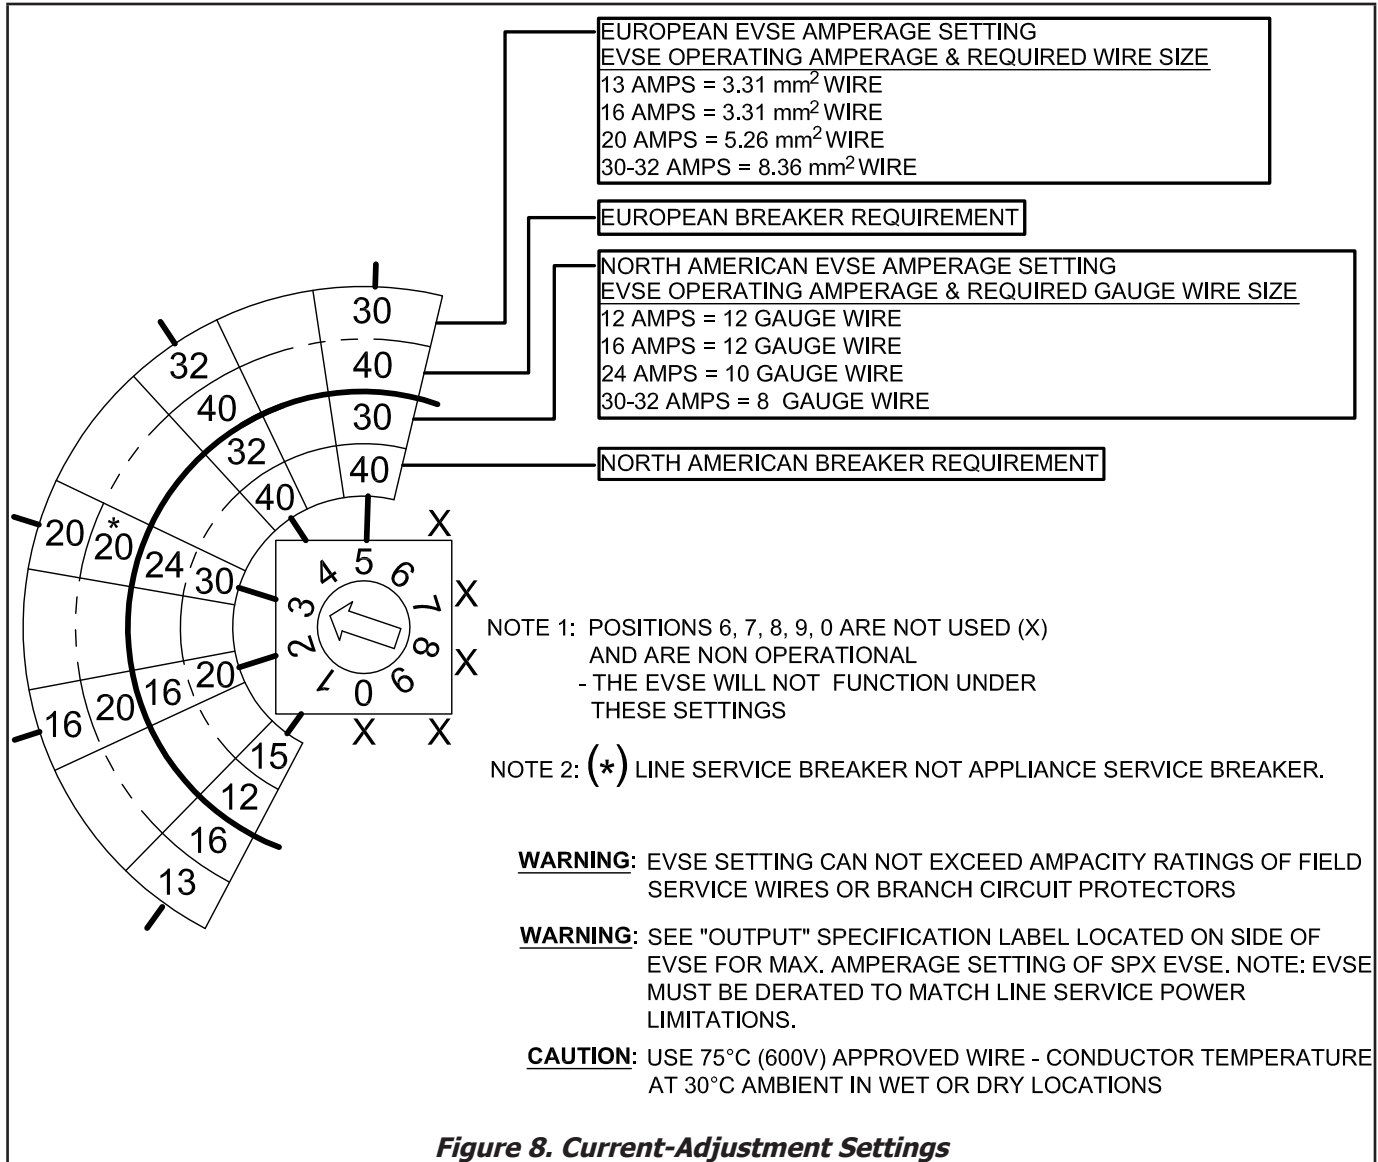 EUROPEAN EVSE AMPERAGE SETTING
EVSE OPERATING AMPERAGE & REQUIRED WIRE SIZE
13 AMPS = 3.31 mm² WIRE
16 AMPS = 3.31 mm² WIRE
20 AMPS = 5.26 mm² WIRE
30-32 AMPS = 8.36 mm² WIRE
EUROPEAN BREAKER REQUIREMENT
NORTH AMERICAN EVSE AMPERAGE SETTING
EVSE OPERATING AMPERAGE & REQUIRED GAUGE WIRE SIZE
12 AMPS = 12 GAUGE WIRE
16 AMPS = 12 GAUGE WIRE
24 AMPS = 10 GAUGE WIRE
30-32 AMPS = 8 GAUGE WIRE
NORTH AMERICAN BREAKER REQUIREMENT
30
40
30
40
32
40
32
40
20
*
20
24
30
16
20
16
20
13
16
12
15
0
1
2
3
4
5
6
7
8
9
X
X
X
X
X
NOTE 1: POSITIONS 6, 7, 8, 9, 0 ARE NOT USED (X)
AND ARE NON OPERATIONAL
- THE EVSE WILL NOT FUNCTION UNDER
THESE SETTINGS
NOTE 2: (*) LINE SERVICE BREAKER NOT APPLIANCE SERVICE BREAKER.
WARNING: EVSE SETTING CAN NOT EXCEED AMPACITY RATINGS OF FIELD
SERVICE WIRES OR BRANCH CIRCUIT PROTECTORS
WARNING: SEE "OUTPUT" SPECIFICATION LABEL LOCATED ON SIDE OF
EVSE FOR MAX. AMPERAGE SETTING OF SPX EVSE. NOTE: EVSE
MUST BE DERATED TO MATCH LINE SERVICE POWER
LIMITATIONS.
CAUTION: USE 75°C (600V) APPROVED WIRE - CONDUCTOR TEMPERATURE
AT 30°C AMBIENT IN WET OR DRY LOCATIONS
Figure 8. Current-Adjustment Settings